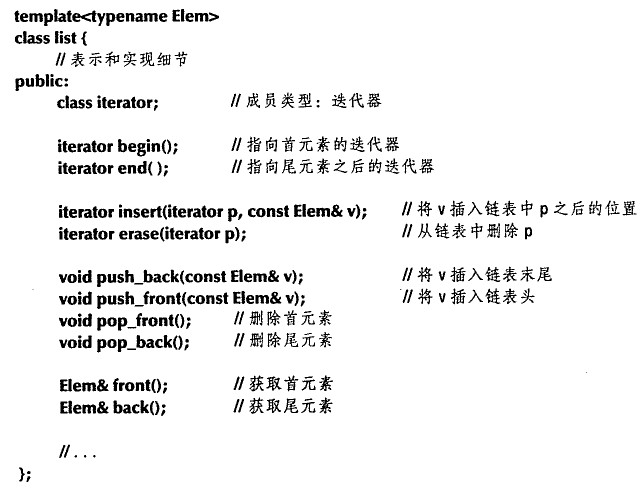 template<typename Elem>
class list {
// 表示和实现细节
public:
class iterator; // 成员类型：迭代器
iterator begin(); // 指向首元素的迭代器
iterator end( ); // 指向尾元素之后的迭代器
iterator insert(iterator p, const Elem& v); // 将 v 插入链表中 p 之后的位置
iterator erase(iterator p); // 从链表中删除 p
void push_back(const Elem& v); // 将 v 插入链表末尾
void push_front(const Elem& v); // 将 v 插入链表头
void pop_front(); // 删除首元素
void pop_back(); // 删除尾元素
Elem& front(); // 获取首元素
Elem& back(); // 获取尾元素
// . . .
};